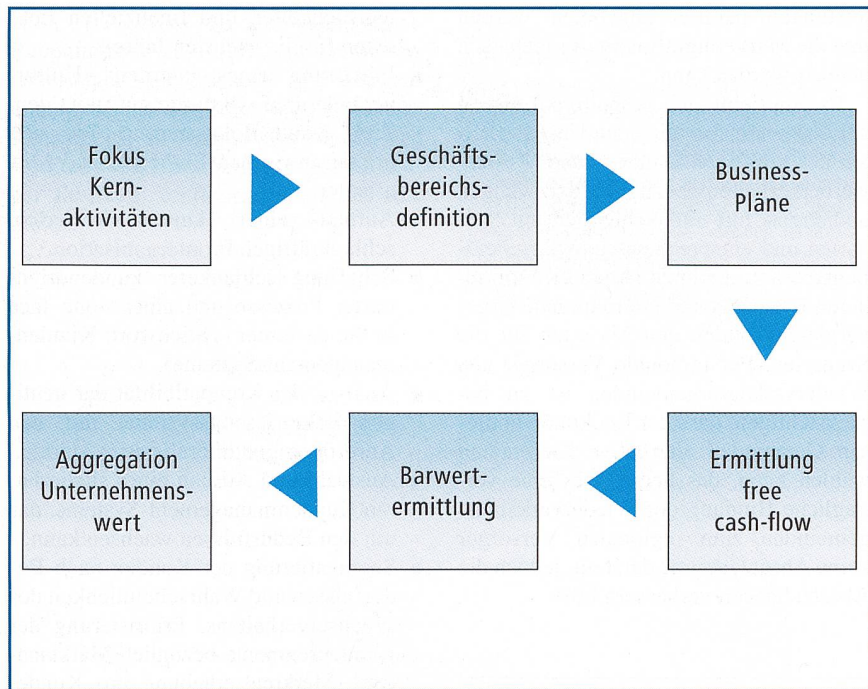 Fokus
Kern-
aktivitäten
Geschäfts-
bereichs-
definition
Business-
Pläne
Ermittlung
free
cash-flow
Barwert-
ermittlung
Aggregation
Unternehmens-
wert